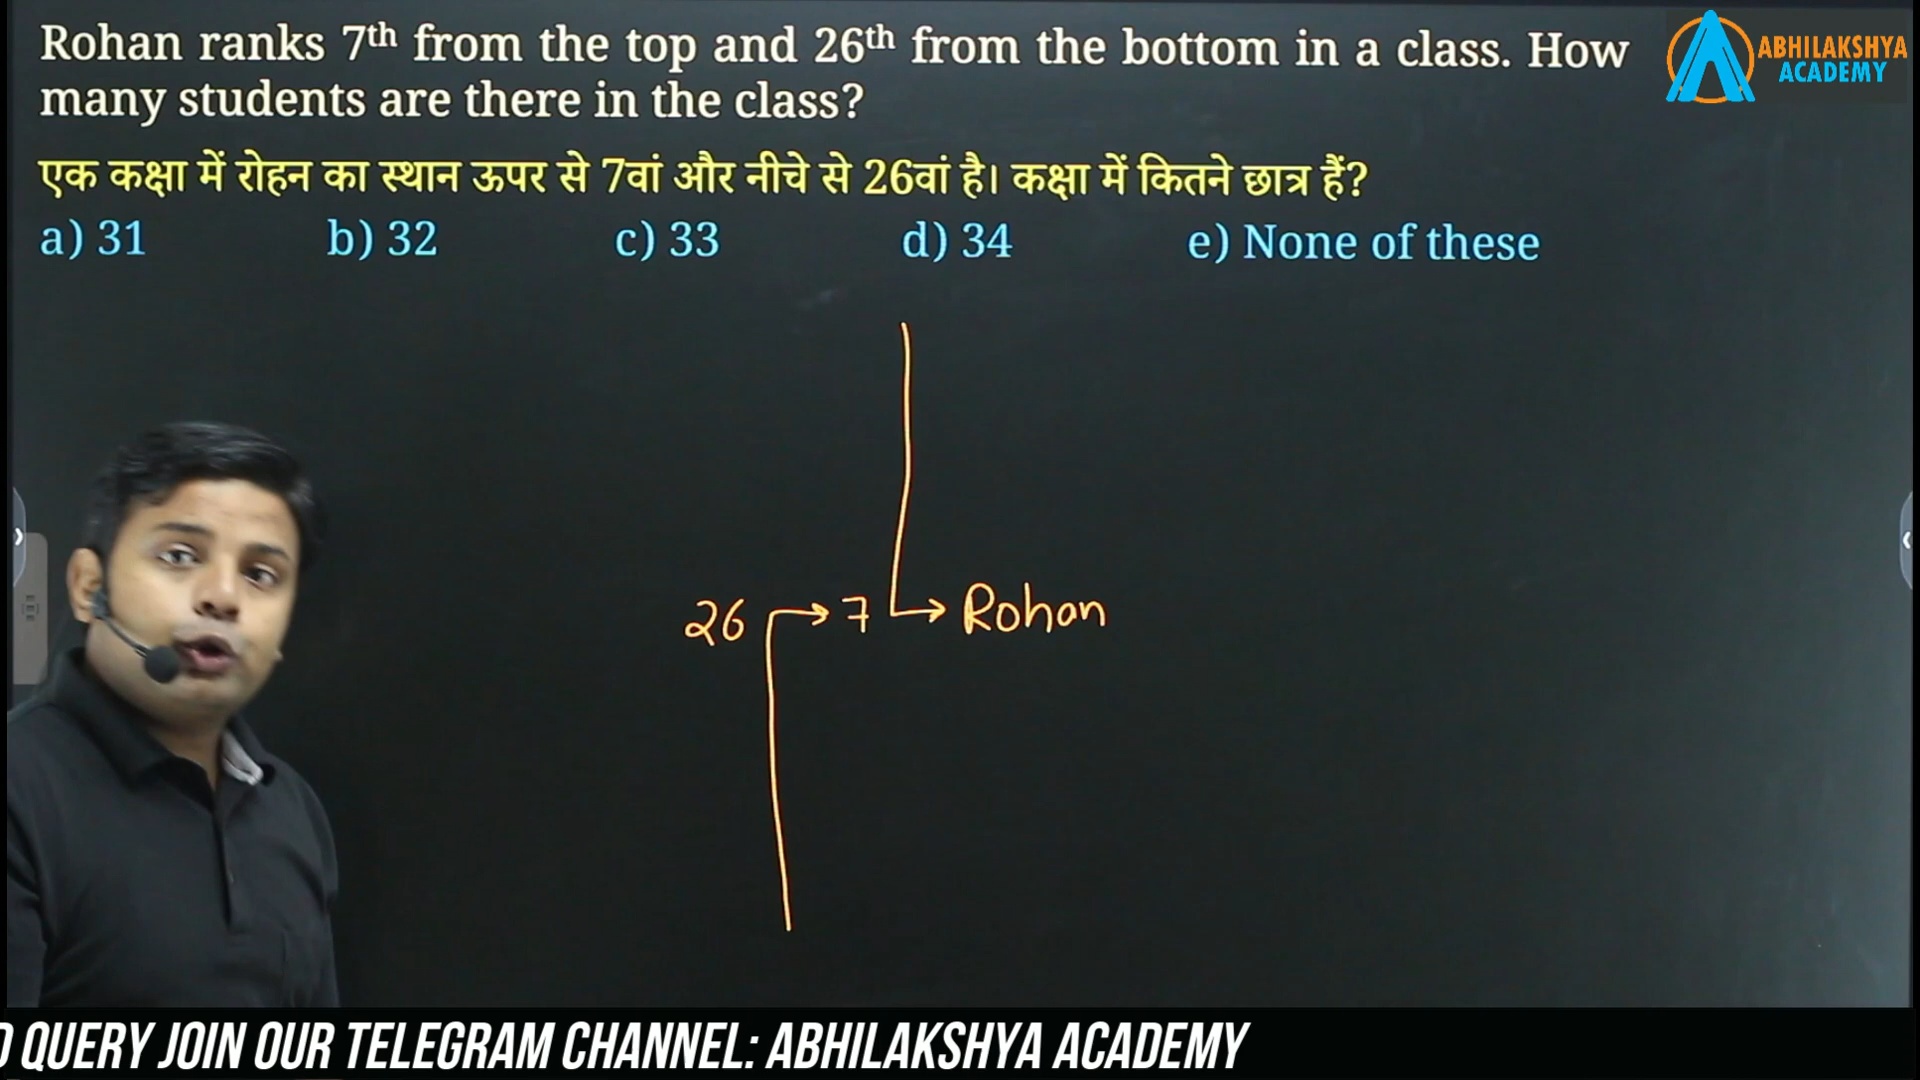 Rohan ranks 7th from the top and 26th from the bottom in a class. How
many students are there in the class?
एक कक्षा में रोहन का स्थान ऊपर से 7वां और नीचे से 26वां है। कक्षा में कितने छात्र हैं?
a) 31 b) 32 c) 33 d) 34 e) None of these
ABHILAKSHYA
ACADEMY
26 → 7 → Rohan
QUERY JOIN OUR TELEGRAM CHANNEL: ABHILAKSHYA ACADEMY